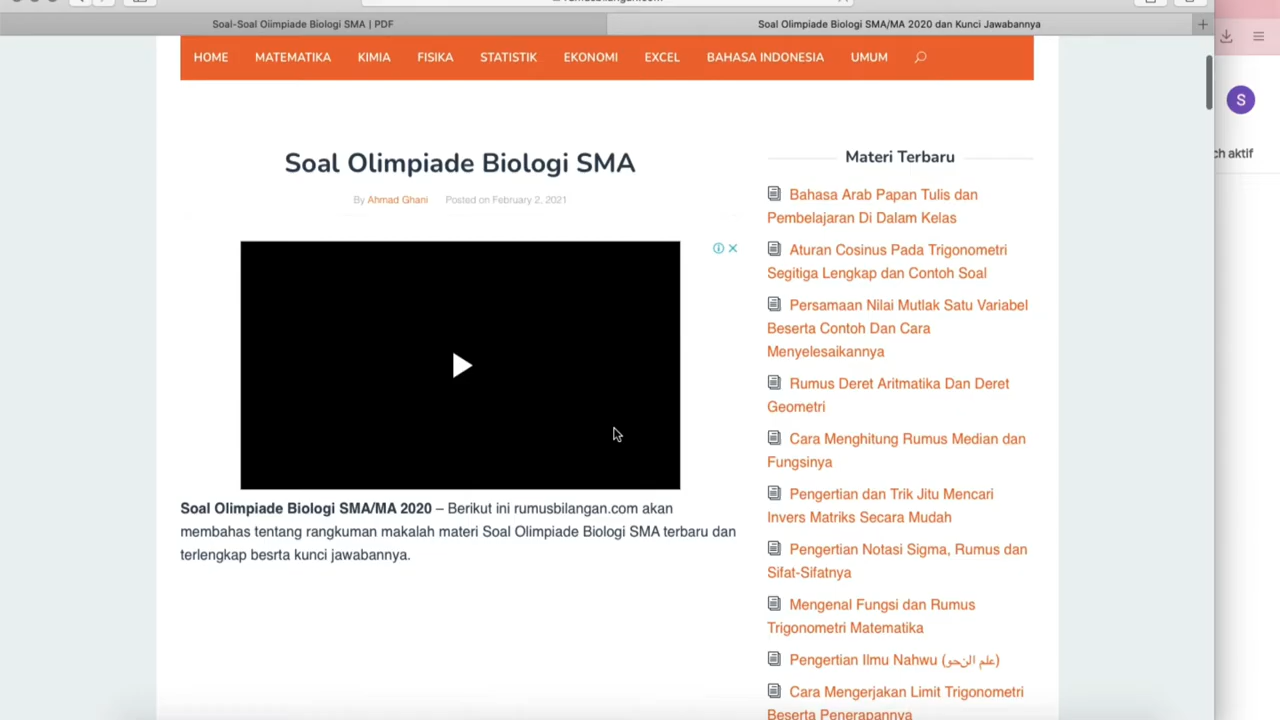 Soal-Soal Olimpiade Biologi SMA | PDF
Soal Olimpiade Biologi SMA/MA 2020 dan Kunci Jawabannya
HOME MATEMATIKA KIMIA FISIKA STATISTIK EKONOMI EXCEL BAHASA INDONESIA UMUM
S
ch aktif
Soal Olimpiade Biologi SMA
By Ahmad Ghani Posted on February 2, 2021
Soal Olimpiade Biologi SMA/MA 2020 – Berikut ini rumusbilangan.com akan
membahas tentang rangkuman makalah materi Soal Olimpiade Biologi SMA terbaru dan
terlengkap besrta kunci jawabannya.
Materi Terbaru
Bahasa Arab Papan Tulis dan
Pembelajaran Di Dalam Kelas
Aturan Cosinus Pada Trigonometri
Segitiga Lengkap dan Contoh Soal
Persamaan Nilai Mutlak Satu Variabel
Beserta Contoh Dan Cara
Menyelesaikannya
Rumus Deret Aritmatika Dan Deret
Geometri
Cara Menghitung Rumus Median dan
Fungsinya
Pengertian dan Trik Jitu Mencari
Invers Matriks Secara Mudah
Pengertian Notasi Sigma, Rumus dan
Sifat-Sifatnya
Mengenal Fungsi dan Rumus
Trigonometri Matematika
Pengertian Ilmu Nahwu (علم النحو)
Cara Mengerjakan Limit Trigonometri
Beserta Penerapannya